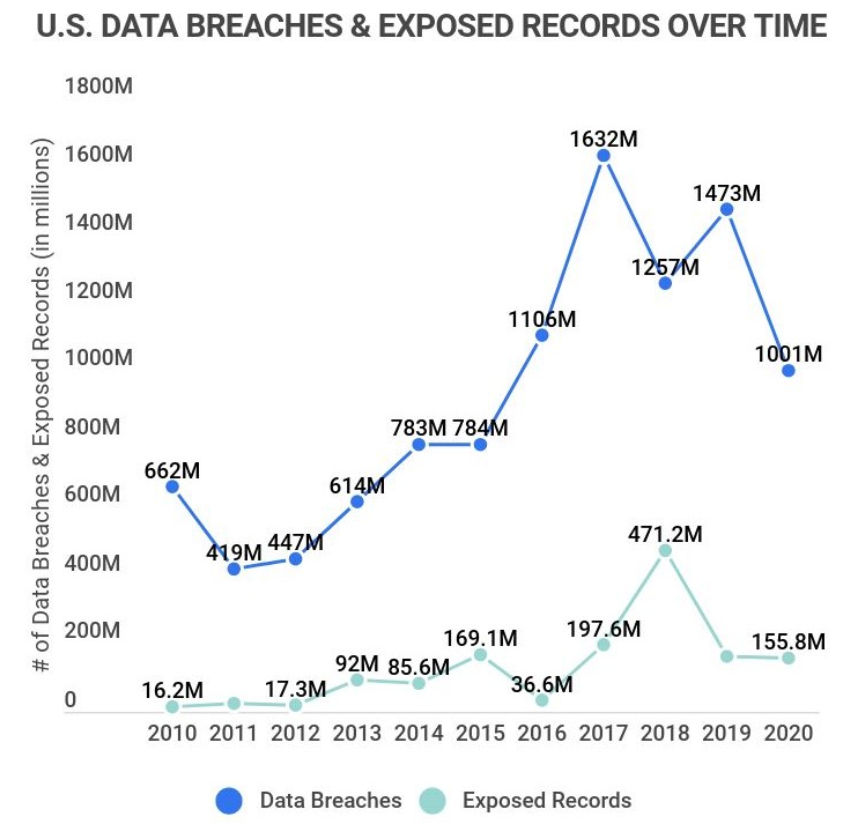 U.S. DATA BREACHES & EXPOSED RECORDS OVER TIME
# of Data Breaches & Exposed Records (in millions)
1800M
1600M
1400M
1200M
1000M
800M
600M
400M
200M
0
662M
419M
447M
614M
783M
784M
1106M
1632M
1257M
1473M
1001M
16.2M
17.3M
92M
85.6M
169.1M
36.6M
197.6M
471.2M
155.8M
2010 2011 2012 2013 2014 2015 2016 2017 2018 2019 2020
Data Breaches Exposed Records